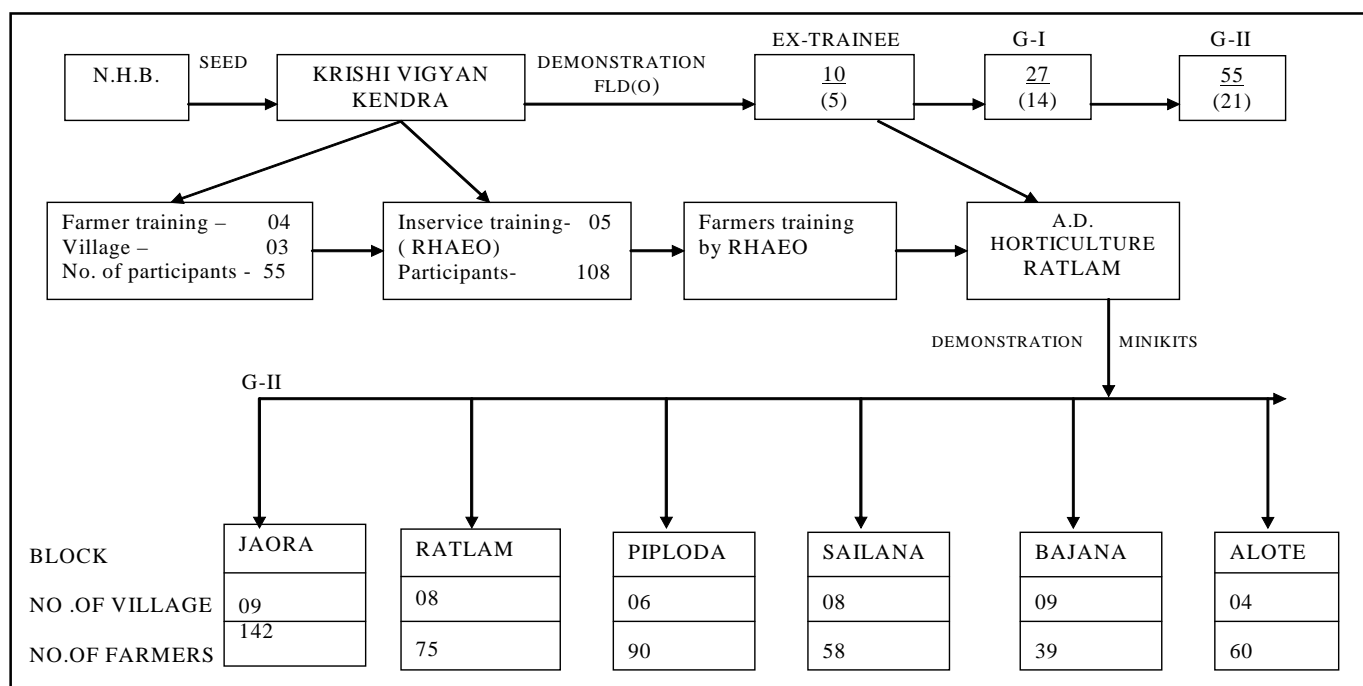 EX-TRAINEE
G-I
G-II
N.H.B.
SEED
KRISHI VIGYAN
KENDRA
DEMONSTRATION
FLD(O)
10
(5)
27
(14)
55
(21)
Farmer training – 04
Village – 03
No. of participants - 55
Inservice training- 05
( RHAEO)
Participants- 108
Farmers training
by RHAEO
A.D.
HORTICULTURE
RATLAM
DEMONSTRATION MINIKITS
G-II
BLOCK JAORA RATLAM PIPLODA SAILANA BAJANA ALOTE
NO .OF VILLAGE 09 08 06 08 09 04
NO.OF FARMERS 142 75 90 58 39 60